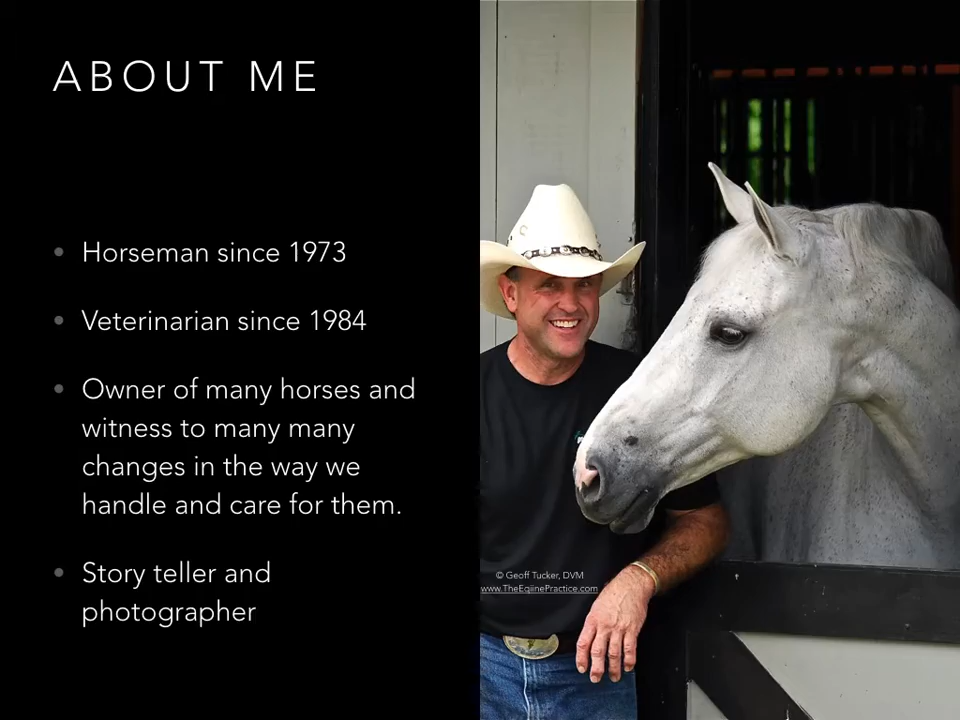 ABOUT ME
Horseman since 1973
Veterinarian since 1984
Owner of many horses and
witness to many many
changes in the way we
handle and care for them.
Story teller and
photographer
© Geoff Tucker, DVM
www.TheEqiinePractice.com